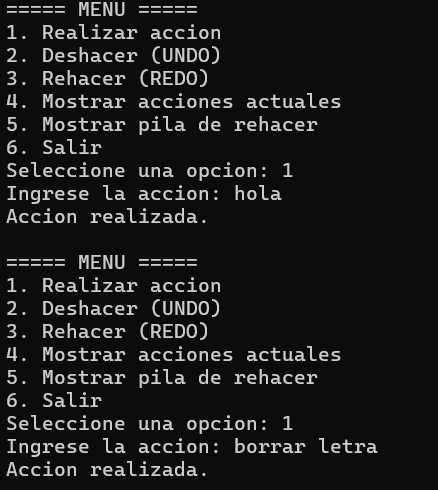 ===== MENU =====
1. Realizar accion
2. Deshacer (UNDO)
3. Rehacer (REDO)
4. Mostrar acciones actuales
5. Mostrar pila de rehacer
6. Salir
Seleccione una opcion: 1
Ingrese la accion: hola
Accion realizada.

===== MENU =====
1. Realizar accion
2. Deshacer (UNDO)
3. Rehacer (REDO)
4. Mostrar acciones actuales
5. Mostrar pila de rehacer
6. Salir
Seleccione una opcion: 1
Ingrese la accion: borrar letra
Accion realizada.